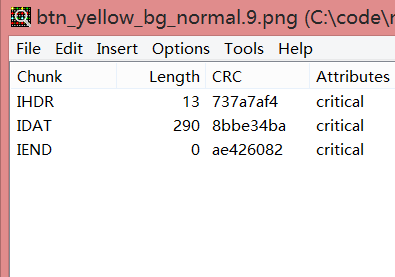 btn_yellow_bg_normal.9.png (C:\code\
File Edit Insert Options Tools Help
Chunk Length CRC Attributes
IHDR 13 737a7af4 critical
IDAT 290 8bbe34ba critical
IEND 0 ae426082 critical